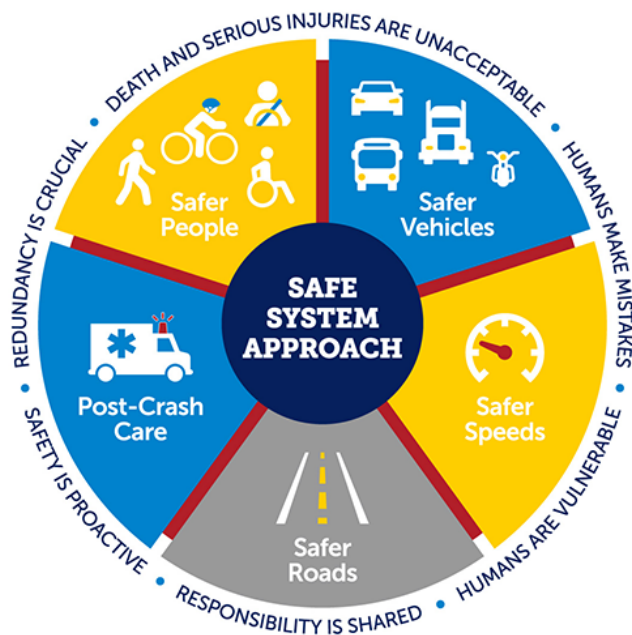 DEATH AND SERIOUS INJURIES ARE UNACCEPTABLE
HUMANS MAKE MISTAKES
HUMANS ARE VULNERABLE
RESPONSIBILITY IS SHARED
SAFETY IS PROACTIVE
REDUNDANCY IS CRUCIAL
Safer
People
Safer
Vehicles
SAFE
SYSTEM
APPROACH
Post-Crash
Care
Safer
Speeds
Safer
Roads